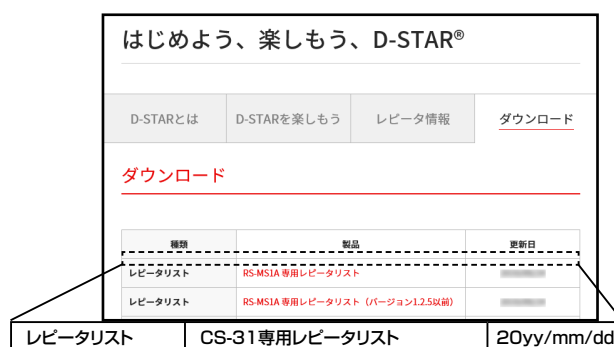 はじめよう、楽しもう、D-STAR®
D-STARとは D-STARを楽しもう レピータ情報 ダウンロード
ダウンロード
種類 製品 更新日
レピータリスト RS-MS1A 専用レピータリスト
レピータリスト RS-MS1A 専用レピータリスト（バージョン1.2.5以前）
レピータリスト CS-31専用レピータリスト 20yy/mm/dd